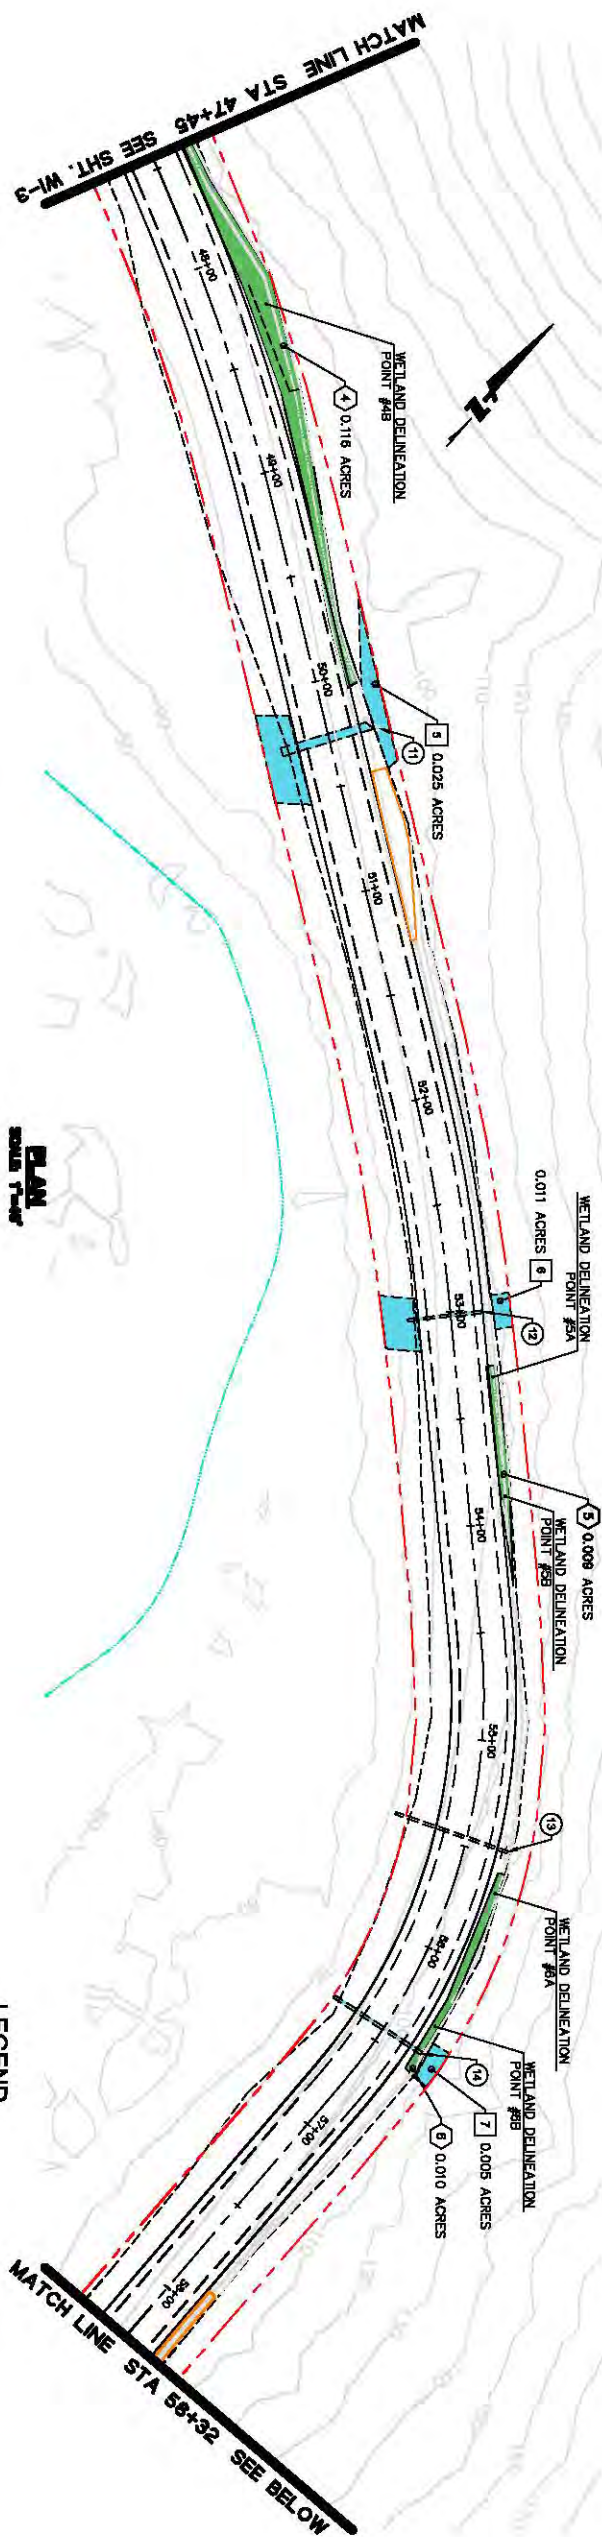 MATCH LINE STA 47+45 SEE SHT. WI-3
48+00
WETLAND DELINEATION
POINT #4B
4 0.116 ACRES
49+00
50+00
5 0.025 ACRES
11
51+00
52+00
WETLAND DELINEATION
POINT #5A
0.011 ACRES 6
12
53+00
5 0.009 ACRES
WETLAND DELINEATION
POINT #5B
54+00
55+00
13
WETLAND DELINEATION
POINT #6A
56+00
WETLAND DELINEATION
POINT #6B
14
7 0.005 ACRES
6 0.010 ACRES
57+00
58+00
MATCH LINE STA 58+32 SEE BELOW
PLAN
LEGEND